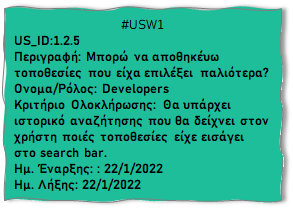 #USW1
US_ID:1.2.5
Περιγραφή: Μπορώ να αποθηκέυω
τοποθεσίες που είχα επιλέξει παλιότερα?
Ονομα/Ρόλος: Developers
Κριτήριο Ολοκλήρωσης: Θα υπάρχει
ιστορικό αναζήτησης που θα δείχνει στον
χρήστη ποιές τοποθεσίες είχε εισάγει
στο search bar.
Ημ. Έναρξης: : 22/1/2022
Ημ. Λήξης: 22/1/2022